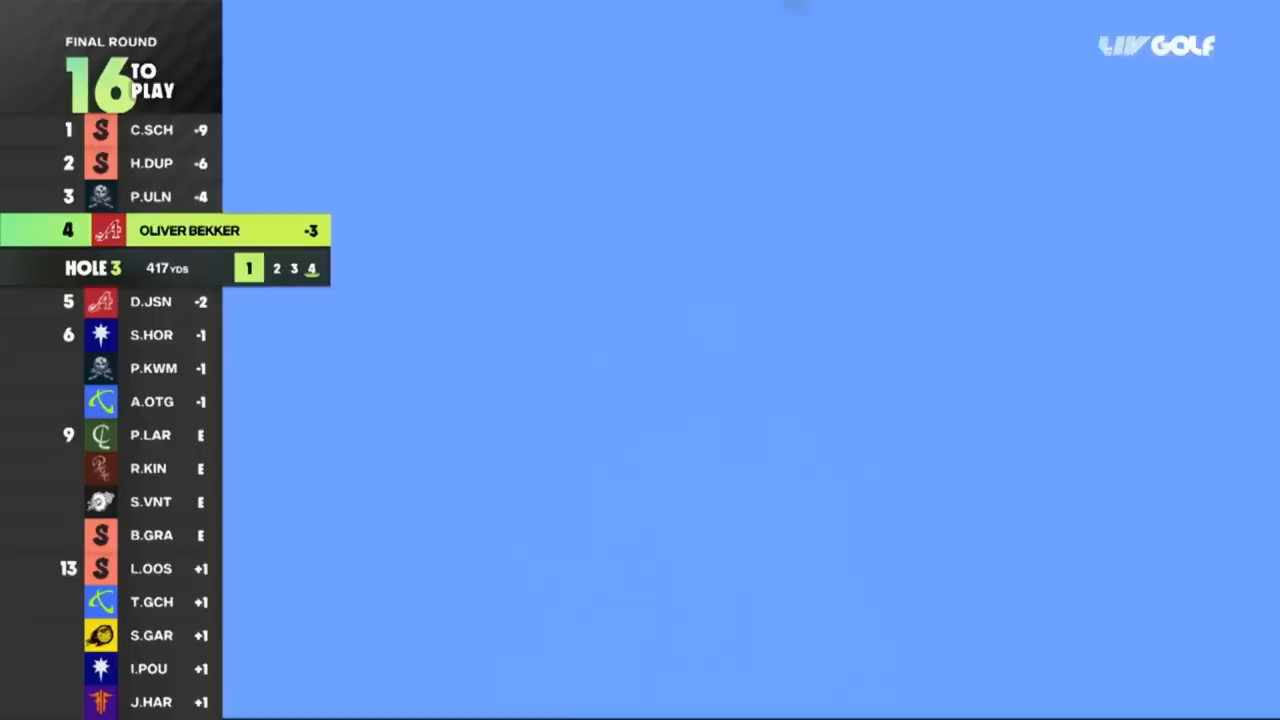 FINAL ROUND
16 TO PLAY
LIV GOLF
1 S C.SCH -9
2 S H.DUP -6
3 P.ULN -4
4 4 OLIVER BEKKER -3
HOLE 3 417 YDS 1 2 3 4
5 4 D.JSN -2
6 S.HOR -1
P.KWM -1
A.OTG -1
9 P.LAR E
R.KIN E
S.VNT E
S B.GRA E
13 S L.OOS +1
T.GCH +1
S.GAR +1
I.POU +1
J.HAR +1